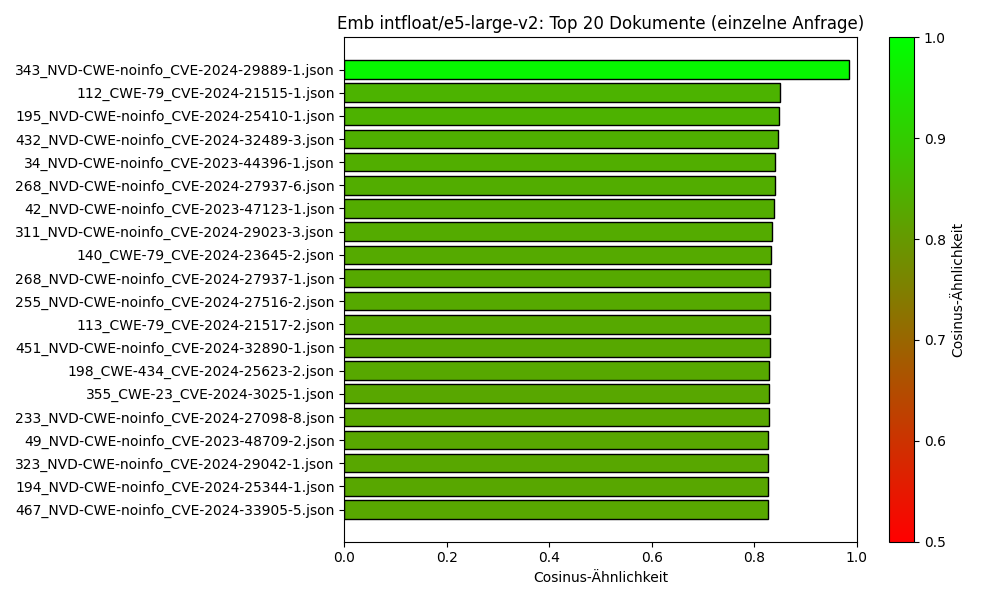 Emb intfloat/e5-large-v2: Top 20 Dokumente (einzelne Anfrage)
343_NVD-CWE-noinfo_CVE-2024-29889-1.json
112_CWE-79_CVE-2024-21515-1.json
195_NVD-CWE-noinfo_CVE-2024-25410-1.json
432_NVD-CWE-noinfo_CVE-2024-32489-3.json
34_NVD-CWE-noinfo_CVE-2023-44396-1.json
268_NVD-CWE-noinfo_CVE-2024-27937-6.json
42_NVD-CWE-noinfo_CVE-2023-47123-1.json
311_NVD-CWE-noinfo_CVE-2024-29023-3.json
140_CWE-79_CVE-2024-23645-2.json
268_NVD-CWE-noinfo_CVE-2024-27937-1.json
255_NVD-CWE-noinfo_CVE-2024-27516-2.json
113_CWE-79_CVE-2024-21517-2.json
451_NVD-CWE-noinfo_CVE-2024-32890-1.json
198_CWE-434_CVE-2024-25623-2.json
355_CWE-23_CVE-2024-3025-1.json
233_NVD-CWE-noinfo_CVE-2024-27098-8.json
49_NVD-CWE-noinfo_CVE-2023-48709-2.json
323_NVD-CWE-noinfo_CVE-2024-29042-1.json
194_NVD-CWE-noinfo_CVE-2024-25344-1.json
467_NVD-CWE-noinfo_CVE-2024-33905-5.json
0.0 0.2 0.4 0.6 0.8 1.0
Cosinus-Ähnlichkeit
1.0
0.9
0.8
0.7
0.6
0.5
Cosinus-Ähnlichkeit